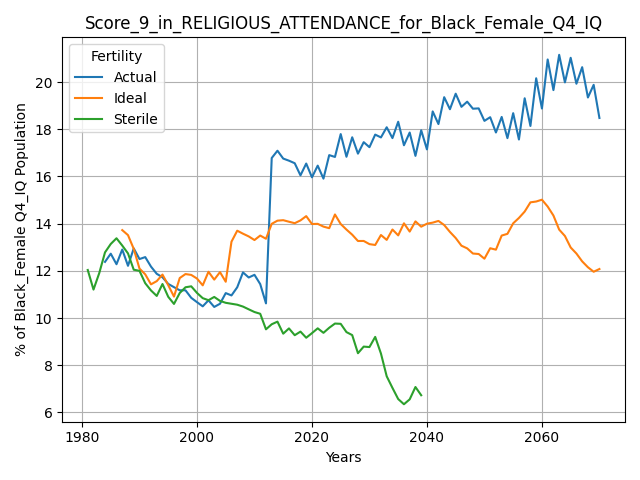 Score_9_in_RELIGIOUS_ATTENDANCE_for_Black_Female_Q4_IQ
Fertility
Actual
Ideal
Sterile
% of Black_Female Q4_IQ Population
20
18
16
14
12
10
8
6
1980
2000
2020
2040
2060
Years